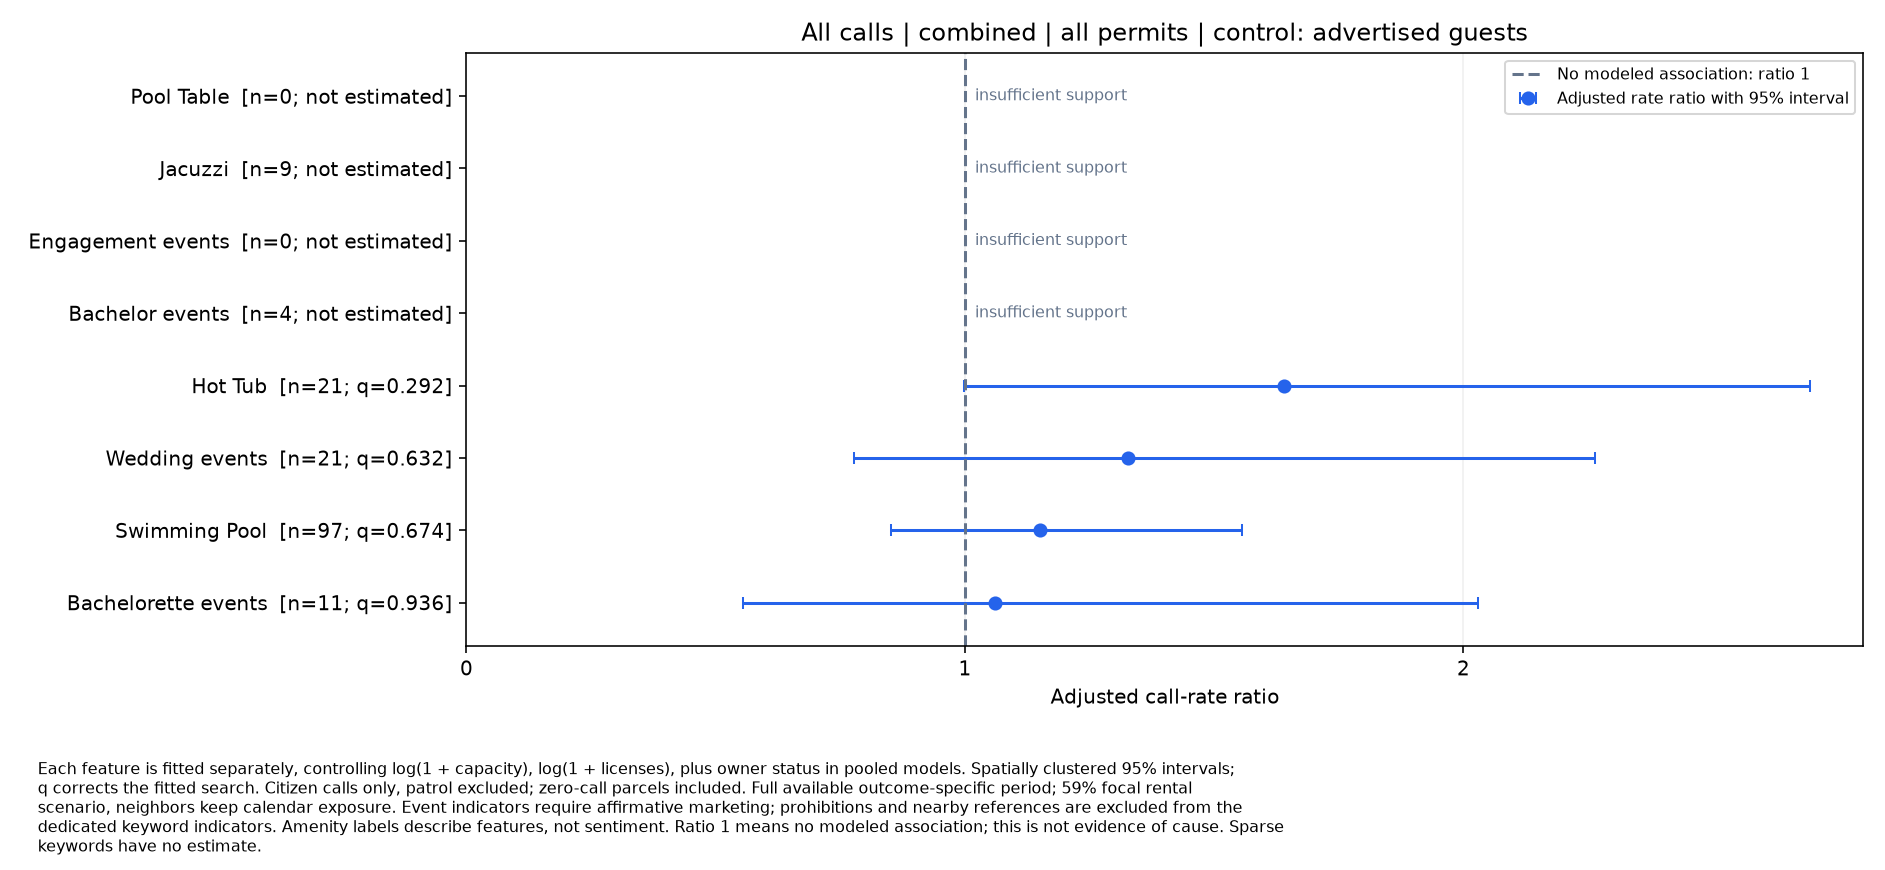 All calls | combined | all permits | control: advertised guests
No modeled association: ratio 1
Adjusted rate ratio with 95% interval
Pool Table  [n=0; not estimated]
insufficient support
Jacuzzi  [n=9; not estimated]
insufficient support
Engagement events  [n=0; not estimated]
insufficient support
Bachelor events  [n=4; not estimated]
insufficient support
Hot Tub  [n=21; q=0.292]
Wedding events  [n=21; q=0.632]
Swimming Pool  [n=97; q=0.674]
Bachelorette events  [n=11; q=0.936]
0 1 2
Adjusted call-rate ratio
Each feature is fitted separately, controlling log(1 + capacity), log(1 + licenses), plus owner status in pooled models. Spatially clustered 95% intervals;
q corrects the fitted search. Citizen calls only, patrol excluded; zero-call parcels included. Full available outcome-specific period; 59% focal rental
scenario, neighbors keep calendar exposure. Event indicators require affirmative marketing; prohibitions and nearby references are excluded from the
dedicated keyword indicators. Amenity labels describe features, not sentiment. Ratio 1 means no modeled association; this is not evidence of cause. Sparse
keywords have no estimate.